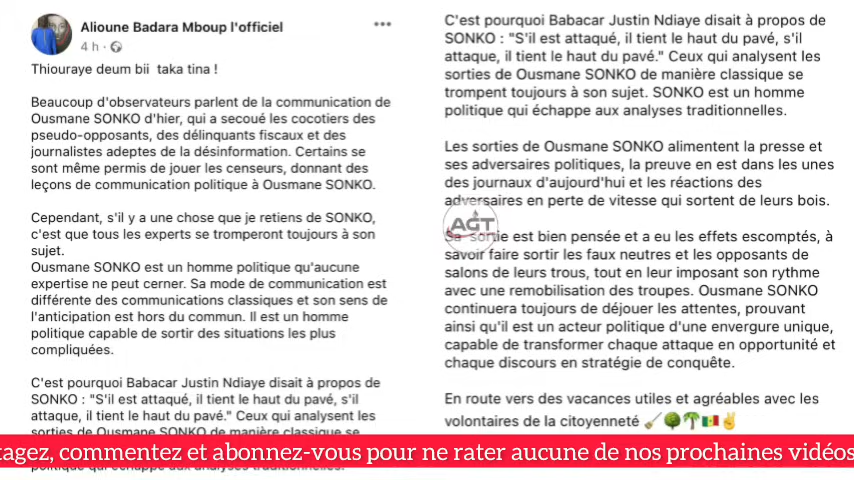 Alioune Badara Mboup l'officiel
4 h ·
Thiouraye deum bii taka tina !
Beaucoup d'observateurs parlent de la communication de
Ousmane SONKO d'hier, qui a secoué les cocotiers des
pseudo-opposants, des délinquants fiscaux et des
journalistes adeptes de la désinformation. Certains se
sont même permis de jouer les censeurs, donnant des
leçons de communication politique à Ousmane SONKO.
Cependant, s'il y a une chose que je retiens de SONKO,
c'est que tous les experts se tromperont toujours à son
sujet.
Ousmane SONKO est un homme politique qu'aucune
expertise ne peut cerner. Sa mode de communication est
différente des communications classiques et son sens de
l'anticipation est hors du commun. Il est un homme
politique capable de sortir des situations les plus
compliquées.
C'est pourquoi Babacar Justin Ndiaye disait à propos de
SONKO : "S'il est attaqué, il tient le haut du pavé, s'il
attaque, il tient le haut du pavé." Ceux qui analysent les
sorties de Ousmane SONKO de manière classique se
politique qui échappe aux analyses traditionnelles.
C'est pourquoi Babacar Justin Ndiaye disait à propos de
SONKO : "S'il est attaqué, il tient le haut du pavé, s'il
attaque, il tient le haut du pavé." Ceux qui analysent les
sorties de Ousmane SONKO de manière classique se
trompent toujours à son sujet. SONKO est un homme
politique qui échappe aux analyses traditionnelles.
Les sorties de Ousmane SONKO alimentent la presse et
ses adversaires politiques, la preuve en est dans les unes
des journaux d'aujourd'hui et les réactions des
adversaires en perte de vitesse qui sortent de leurs bois.
AGT
Sa sortie est bien pensée et a eu les effets escomptés, à
savoir faire sortir les faux neutres et les opposants de
salons de leurs trous, tout en leur imposant son rythme
avec une remobilisation des troupes. Ousmane SONKO
continuera toujours de déjouer les attentes, prouvant
ainsi qu'il est un acteur politique d'une envergure unique,
capable de transformer chaque attaque en opportunité et
chaque discours en stratégie de conquête.
En route vers des vacances utiles et agréables avec les
volontaires de la citoyenneté
tagez, commentez et abonnez-vous pour ne rater aucune de nos prochaines vidéos